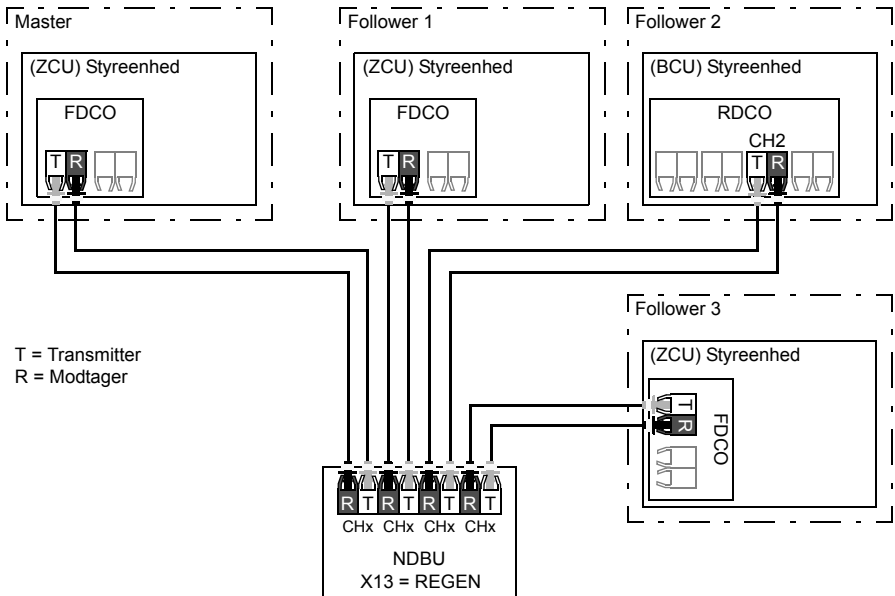 Master
(ZCU) Styreenhed
FDCO
T R
Follower 1
(ZCU) Styreenhed
FDCO
T R
Follower 2
(BCU) Styreenhed
RDCO
CH2
T R
T = Transmitter
R = Modtager
Follower 3
(ZCU) Styreenhed
T
R
FDCO
R T R T R T R T
CHx CHx CHx CHx
NDBU
X13 = REGEN